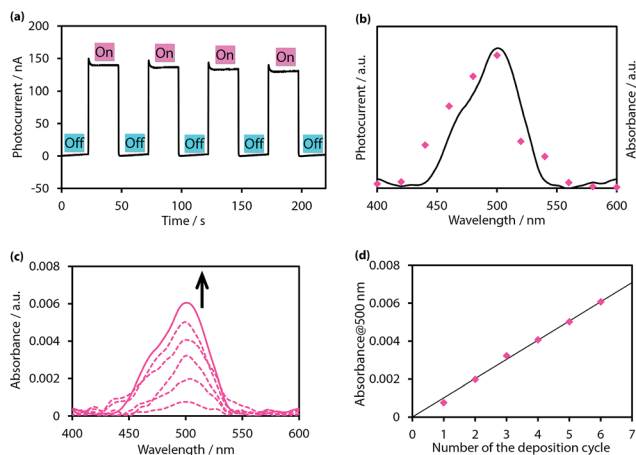 (a)
200
150
100
50
0
-50
Photocurrent / nA
On On On On
Off Off Off Off Off
0 50 100 150 200
Time / s
(b)
Photocurrent / a.u.
Absorbance / a.u.
400 450 500 550 600
Wavelength / nm
(c)
0.008
0.006
0.004
0.002
0
Absorbance / a.u.
400 450 500 550 600
Wavelength / nm
(d)
0.008
0.006
0.004
0.002
0
Absorbance@500 nm
0 1 2 3 4 5 6 7
Number of the deposition cycle